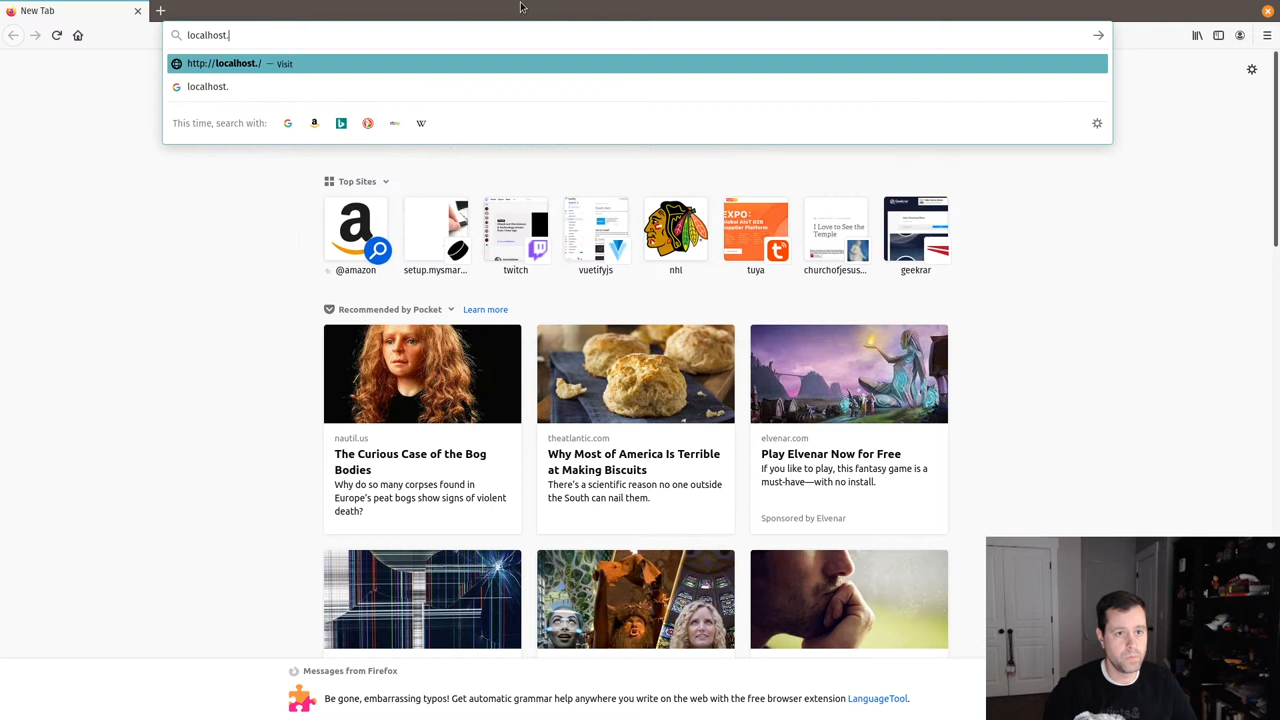 New Tab
localhost.
http://localhost./ — Visit
localhost.
This time, search with:
Top Sites
@amazon
setup.mysmar...
twitch
vuetifyjs
nhl
tuya
churchofjesus...
geekrar
Recommended by Pocket
Learn more
nautil.us
The Curious Case of the Bog
Bodies
Why do so many corpses found in
Europe's peat bogs show signs of violent
death?
theatlantic.com
Why Most of America Is Terrible
at Making Biscuits
There's a scientific reason no one outside
the South can nail them.
elvenar.com
Play Elvenar Now for Free
If you like to play, this fantasy game is a
must-have—with no install.
Sponsored by Elvenar
Messages from Firefox
Be gone, embarrassing typos! Get automatic grammar help anywhere you write on the web with the free browser extension LanguageTool.